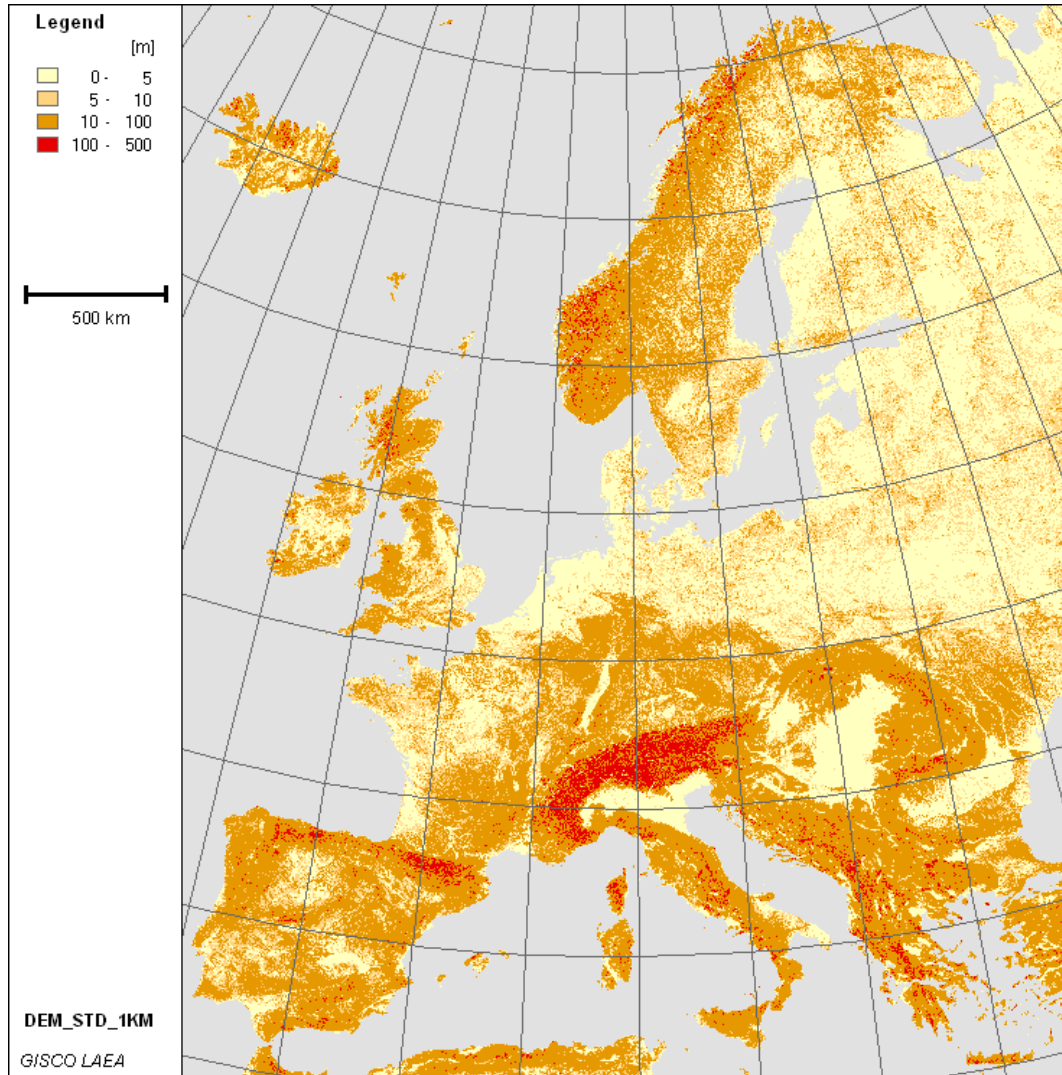 Legend
[m]
0 - 5
5 - 10
10 - 100
100 - 500
500 km
DEM_STD_1KM
GISCO LAEA